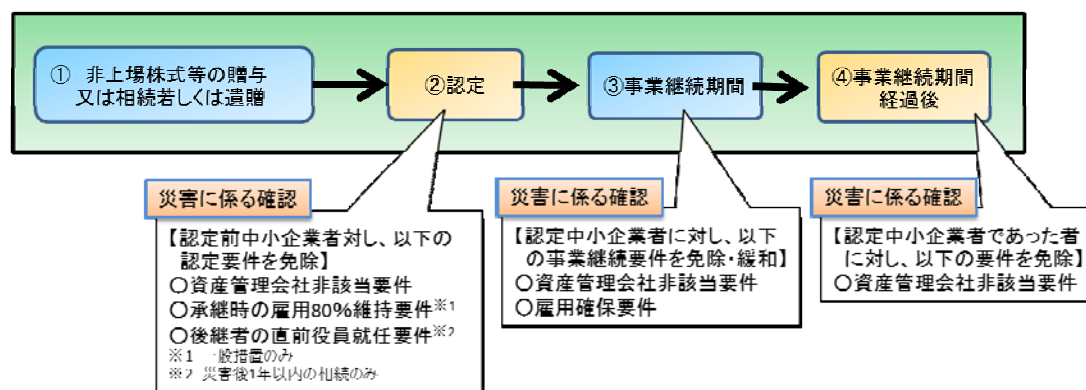 ① 非上場株式等の贈与
又は相続若しくは遺贈
②認定
③事業継続期間
④事業継続期間
経過後
災害に係る確認
【認定前中小企業者対し、以下の
認定要件を免除】
○資産管理会社非該当要件
○承継時の雇用80%維持要件※1
○後継者の直前役員就任要件※2
※1 一般措置のみ
※2 災害後1年以内の相続のみ
災害に係る確認
【認定中小企業者に対し、以下
の事業継続要件を免除・緩和】
○資産管理会社非該当要件
○雇用確保要件
災害に係る確認
【認定中小企業者であった者
に対し、以下の要件を免除】
○資産管理会社非該当要件